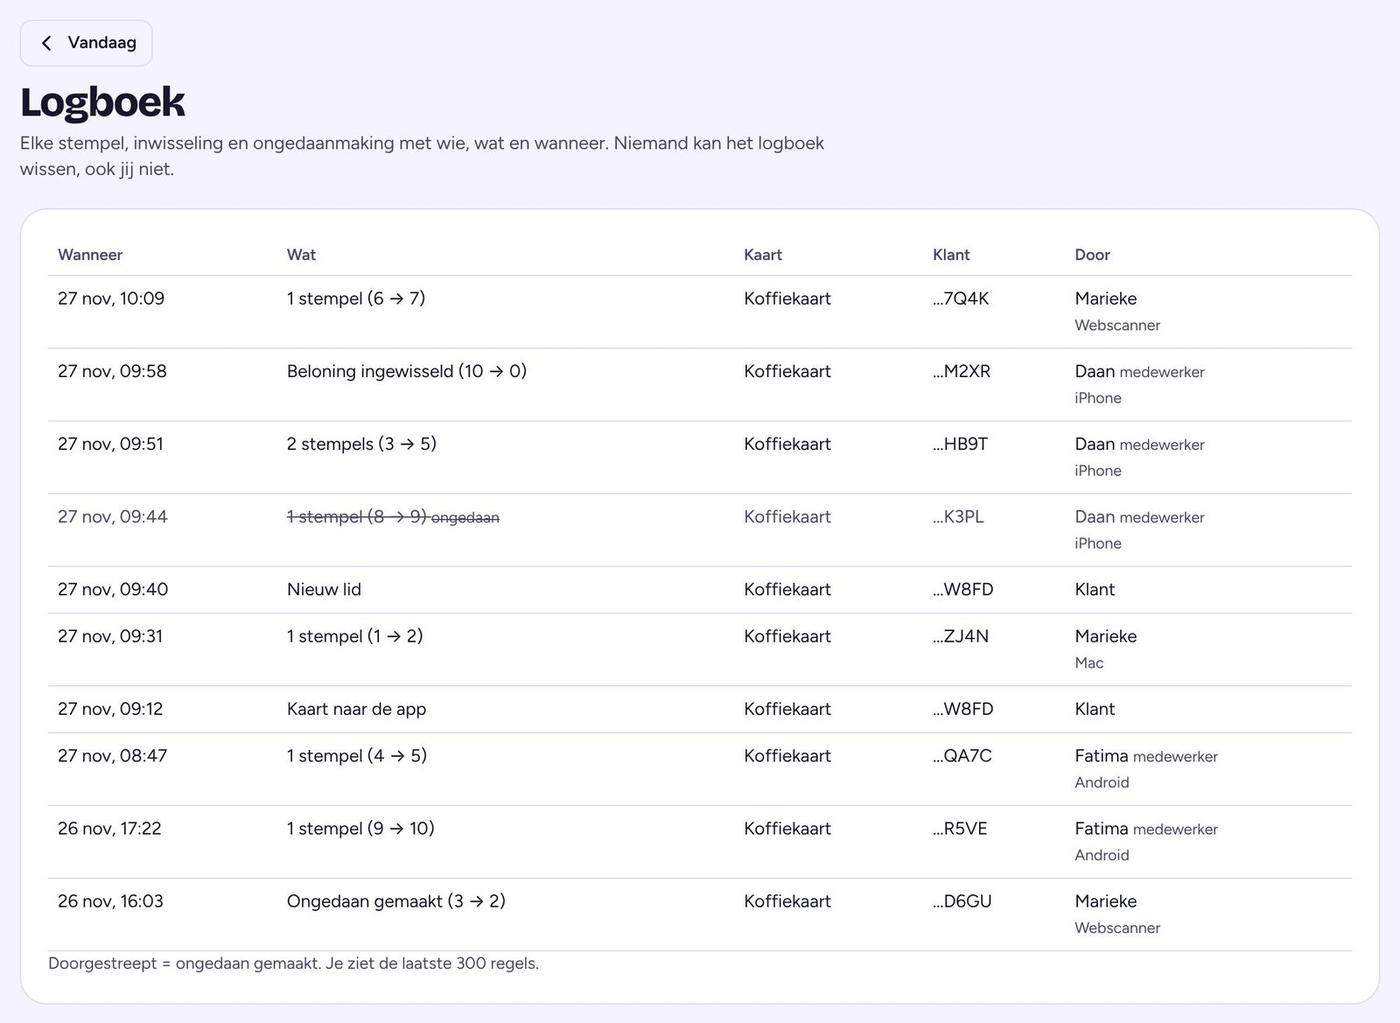 Vandaag
Logboek
Elke stempel, inwisseling en ongedaanmaking met wie, wat en wanneer. Niemand kan het logboek
wissen, ook jij niet.
Wanneer Wat Kaart Klant Door
27 nov, 10:09 1 stempel (6 → 7) Koffiekaart …7Q4K Marieke
Webscanner
27 nov, 09:58 Beloning ingewisseld (10 → 0) Koffiekaart …M2XR Daan medewerker
iPhone
27 nov, 09:51 2 stempels (3 → 5) Koffiekaart …HB9T Daan medewerker
iPhone
27 nov, 09:44 1 stempel (8 → 9) ongedaan Koffiekaart …K3PL Daan medewerker
iPhone
27 nov, 09:40 Nieuw lid Koffiekaart …W8FD Klant
27 nov, 09:31 1 stempel (1 → 2) Koffiekaart …ZJ4N Marieke
Mac
27 nov, 09:12 Kaart naar de app Koffiekaart …W8FD Klant
27 nov, 08:47 1 stempel (4 → 5) Koffiekaart …QA7C Fatima medewerker
Android
26 nov, 17:22 1 stempel (9 → 10) Koffiekaart …R5VE Fatima medewerker
Android
26 nov, 16:03 Ongedaan gemaakt (3 → 2) Koffiekaart …D6GU Marieke
Webscanner
Doorgestreept = ongedaan gemaakt. Je ziet de laatste 300 regels.